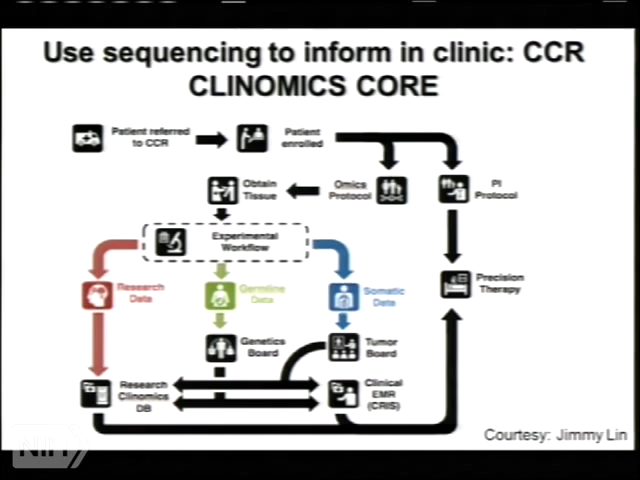 Use sequencing to inform in clinic: CCR
CLINOMICS CORE
Patient referred
to CCR
Patient
enrolled
Obtain
Tissue
Omics
Protocol
PI
Protocol
Experimental
Workflow
Research
Data
Germline
Data
Somatic
Data
Precision
Therapy
Genetics
Board
Tumor
Board
Research
Clinomics
DB
Clinical
EMR
(CRIS)
Courtesy: Jimmy Lin
NIH